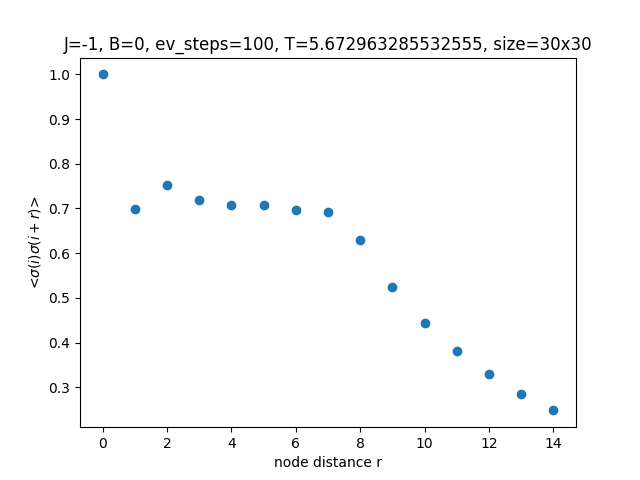 J=-1, B=0, ev_steps=100, T=5.672963285532555, size=30x30
1.0
0.9
0.8
0.7
0.6
0.5
0.4
0.3
<σ(i)σ(i + r)>
0 2 4 6 8 10 12 14
node distance r